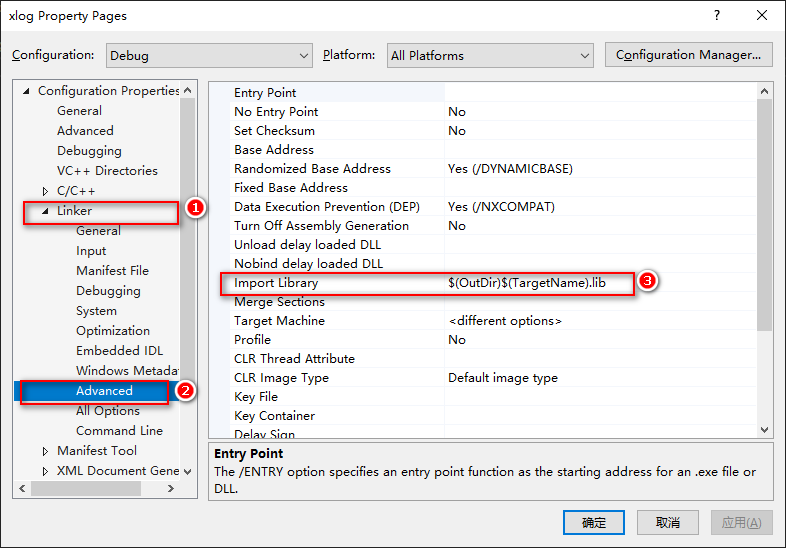 xlog Property Pages
Configuration: Debug Platform: All Platforms Configuration Manager...
Configuration Properties
General
Advanced
Debugging
VC++ Directories
C/C++
Linker 1
General
Input
Manifest File
Debugging
System
Optimization
Embedded IDL
Windows Metada
Advanced 2
All Options
Command Line
Manifest Tool
XML Document Gene
Entry Point
No Entry Point No
Set Checksum No
Base Address
Randomized Base Address Yes (/DYNAMICBASE)
Fixed Base Address
Data Execution Prevention (DEP) Yes (/NXCOMPAT)
Turn Off Assembly Generation No
Unload delay loaded DLL
Nobind delay loaded DLL
Import Library $(OutDir)$(TargetName).lib 3
Merge Sections
Target Machine <different options>
Profile No
CLR Thread Attribute
CLR Image Type Default image type
Key File
Key Container
Delay Sign
Entry Point
The /ENTRY option specifies an entry point function as the starting address for an .exe file or
DLL.
确定 取消 应用(A)